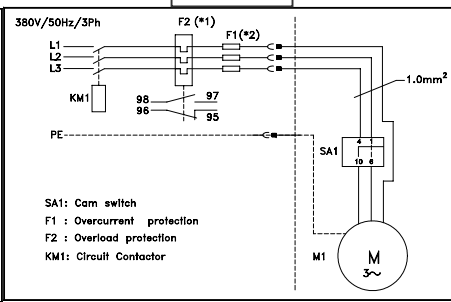 380V/50Hz/3Ph
F2 (*1)
F1(*2)
L1
L2
L3
KM1
98 97
96 95
1.0mm²
PE
SA1
4 1
10 6
SA1: Cam switch
F1 : Overcurrent protection
F2 : Overload protection
KM1: Circuit Contactor
M1
M
3~